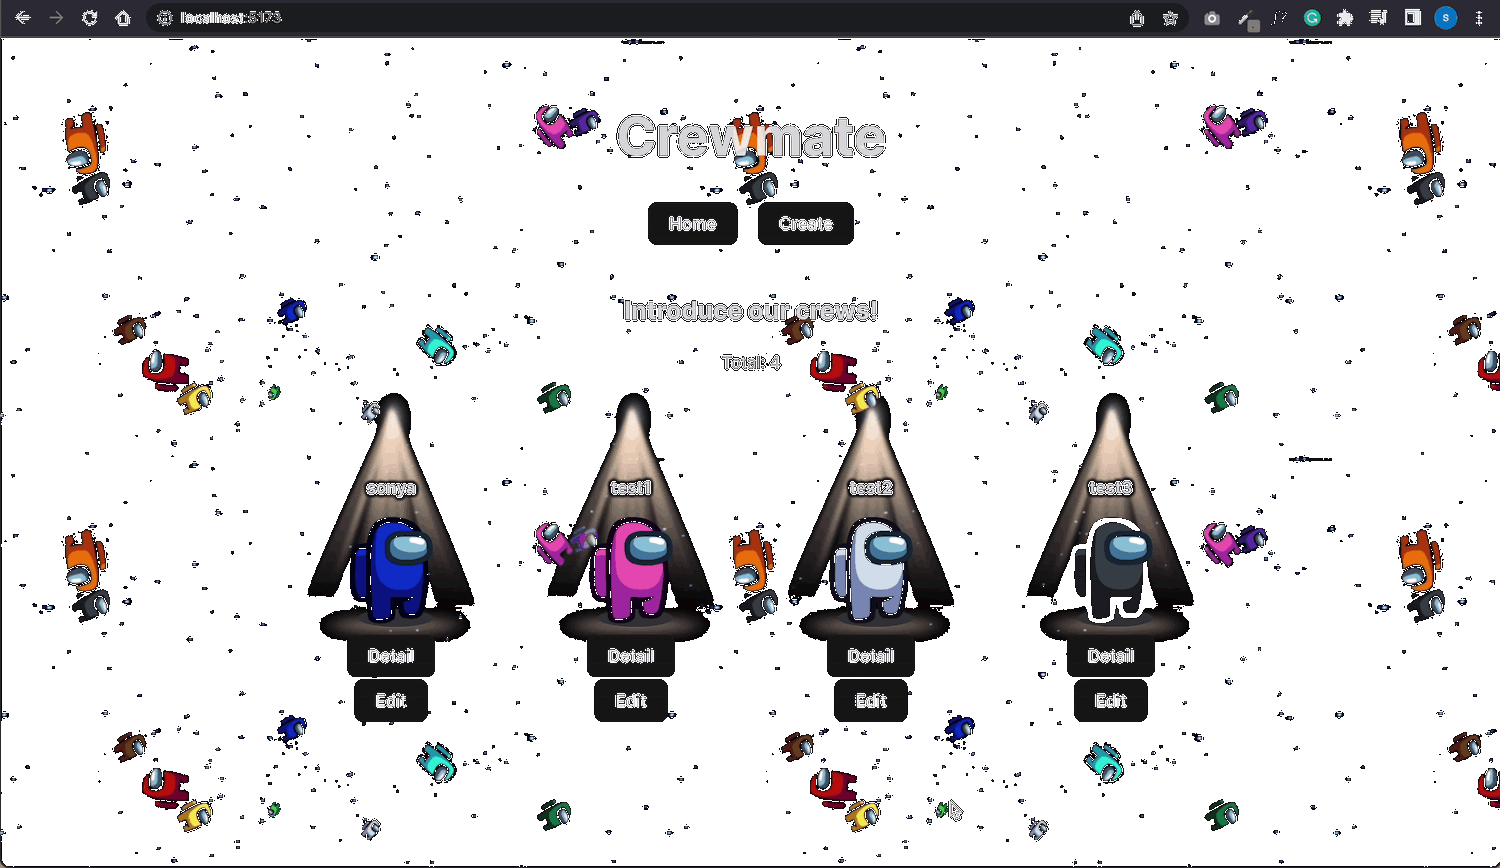 localhost:5173
S
Crewmate
Home Create
Introduce our crews!
Total: 4
sonya test1 test2 test3
Detail Detail Detail Detail
Edit Edit Edit Edit